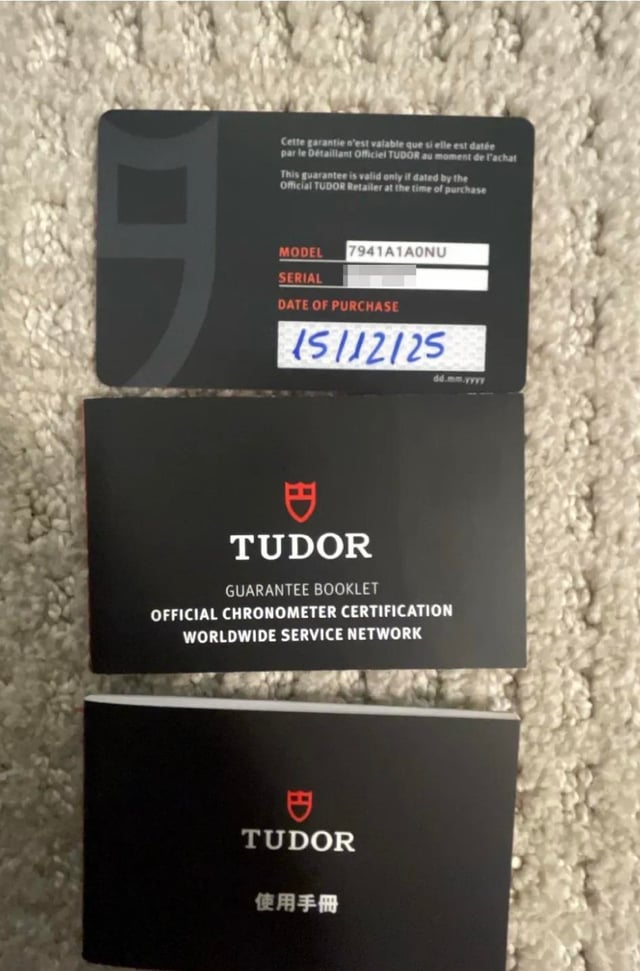 Cette garantie n'est valable que si elle est datée
par le Détaillant Officiel TUDOR au moment de l'achat
This guarantee is valid only if dated by the
Official TUDOR Retailer at the time of purchase
MODEL 7941A1A0NU
SERIAL
DATE OF PURCHASE
15/12/25
dd.mm.yyyy
TUDOR
GUARANTEE BOOKLET
OFFICIAL CHRONOMETER CERTIFICATION
WORLDWIDE SERVICE NETWORK
TUDOR
使用手冊